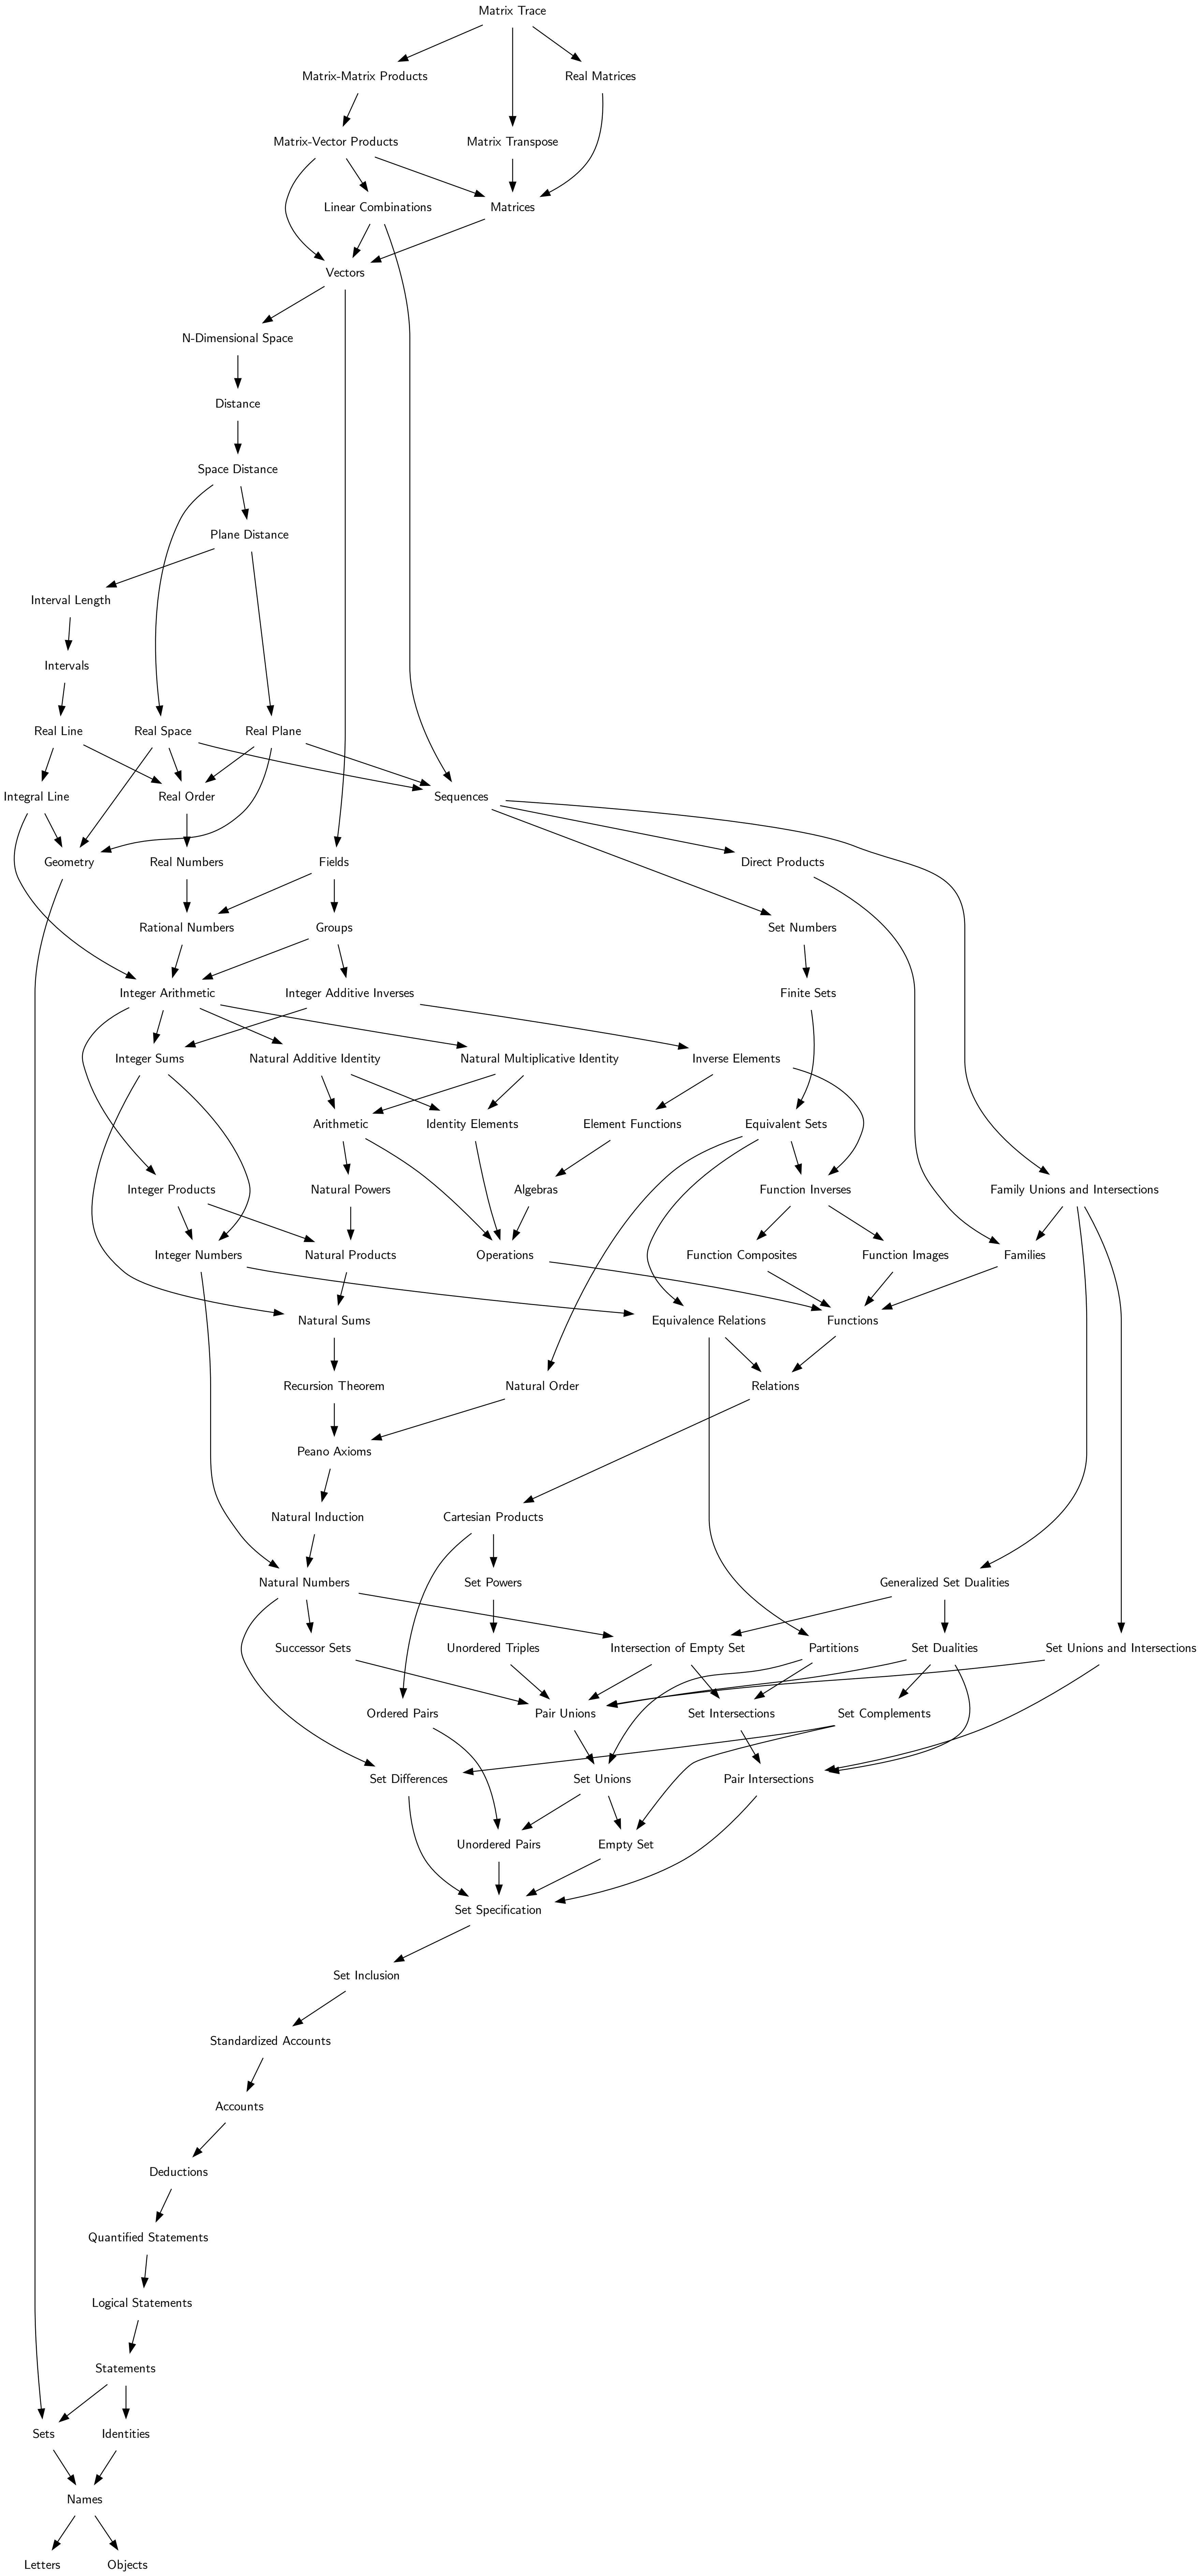 Matrix Trace
Matrix-Matrix Products
Real Matrices
Matrix-Vector Products
Matrix Transpose
Linear Combinations
Matrices
Vectors
N-Dimensional Space
Distance
Space Distance
Plane Distance
Interval Length
Intervals
Real Line
Real Space
Real Plane
Integral Line
Real Order
Sequences
Geometry
Real Numbers
Fields
Direct Products
Rational Numbers
Groups
Set Numbers
Integer Arithmetic
Integer Additive Inverses
Finite Sets
Integer Sums
Natural Additive Identity
Natural Multiplicative Identity
Inverse Elements
Arithmetic
Identity Elements
Element Functions
Equivalent Sets
Integer Products
Natural Powers
Algebras
Function Inverses
Family Unions and Intersections
Integer Numbers
Natural Products
Operations
Function Composites
Function Images
Families
Natural Sums
Equivalence Relations
Functions
Recursion Theorem
Natural Order
Relations
Peano Axioms
Natural Induction
Cartesian Products
Natural Numbers
Set Powers
Generalized Set Dualities
Successor Sets
Unordered Triples
Intersection of Empty Set
Partitions
Set Dualities
Set Unions and Intersections
Ordered Pairs
Pair Unions
Set Intersections
Set Complements
Set Differences
Set Unions
Pair Intersections
Unordered Pairs
Empty Set
Set Specification
Set Inclusion
Standardized Accounts
Accounts
Deductions
Quantified Statements
Logical Statements
Statements
Sets
Identities
Names
Letters
Objects